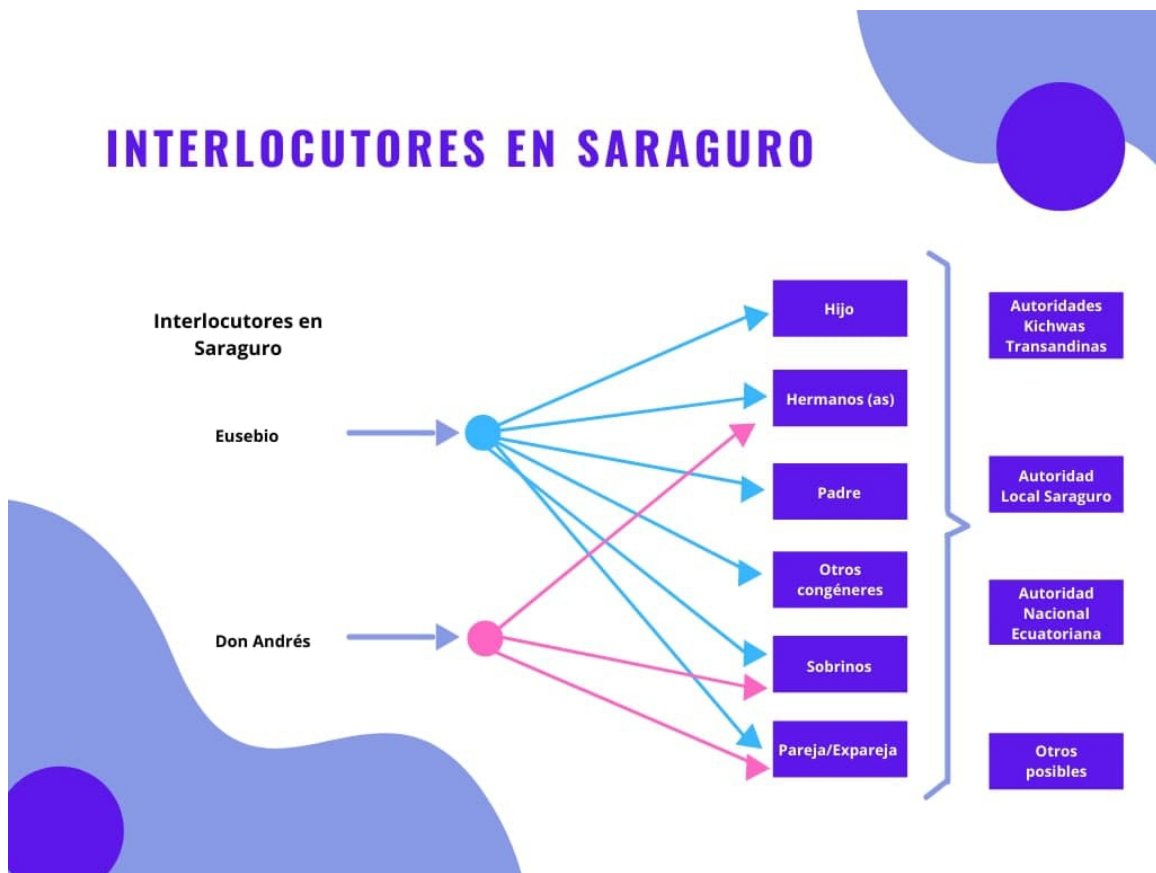 INTERLOCUTORES EN SARAGURO
Interlocutores en
Saraguro
Eusebio
Don Andrés
Hijo
Hermanos (as)
Padre
Otros
congéneres
Sobrinos
Pareja/Expareja
Autoridades
Kichwas
Transandinas
Autoridad
Local Saraguro
Autoridad
Nacional
Ecuatoriana
Otros
posibles